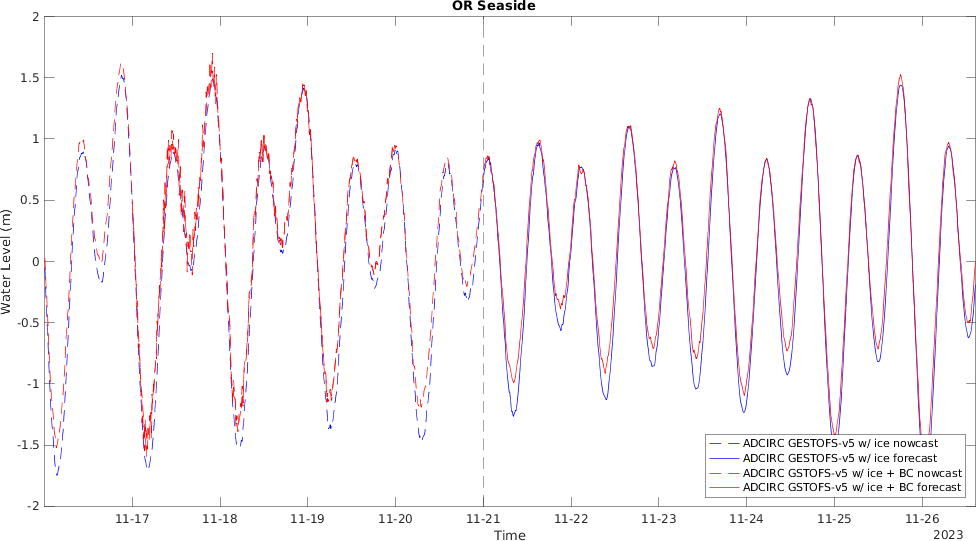 OR Seaside
2
1.5
1
0.5
0
-0.5
-1
-1.5
-2
Water Level (m)
11-17 11-18 11-19 11-20 11-21 11-22 11-23 11-24 11-25 11-26
Time
2023
ADCIRC GESTOFS-v5 w/ ice nowcast
ADCIRC GESTOFS-v5 w/ ice forecast
ADCIRC GSTOFS-v5 w/ ice + BC nowcast
ADCIRC GSTOFS-v5 w/ ice + BC forecast